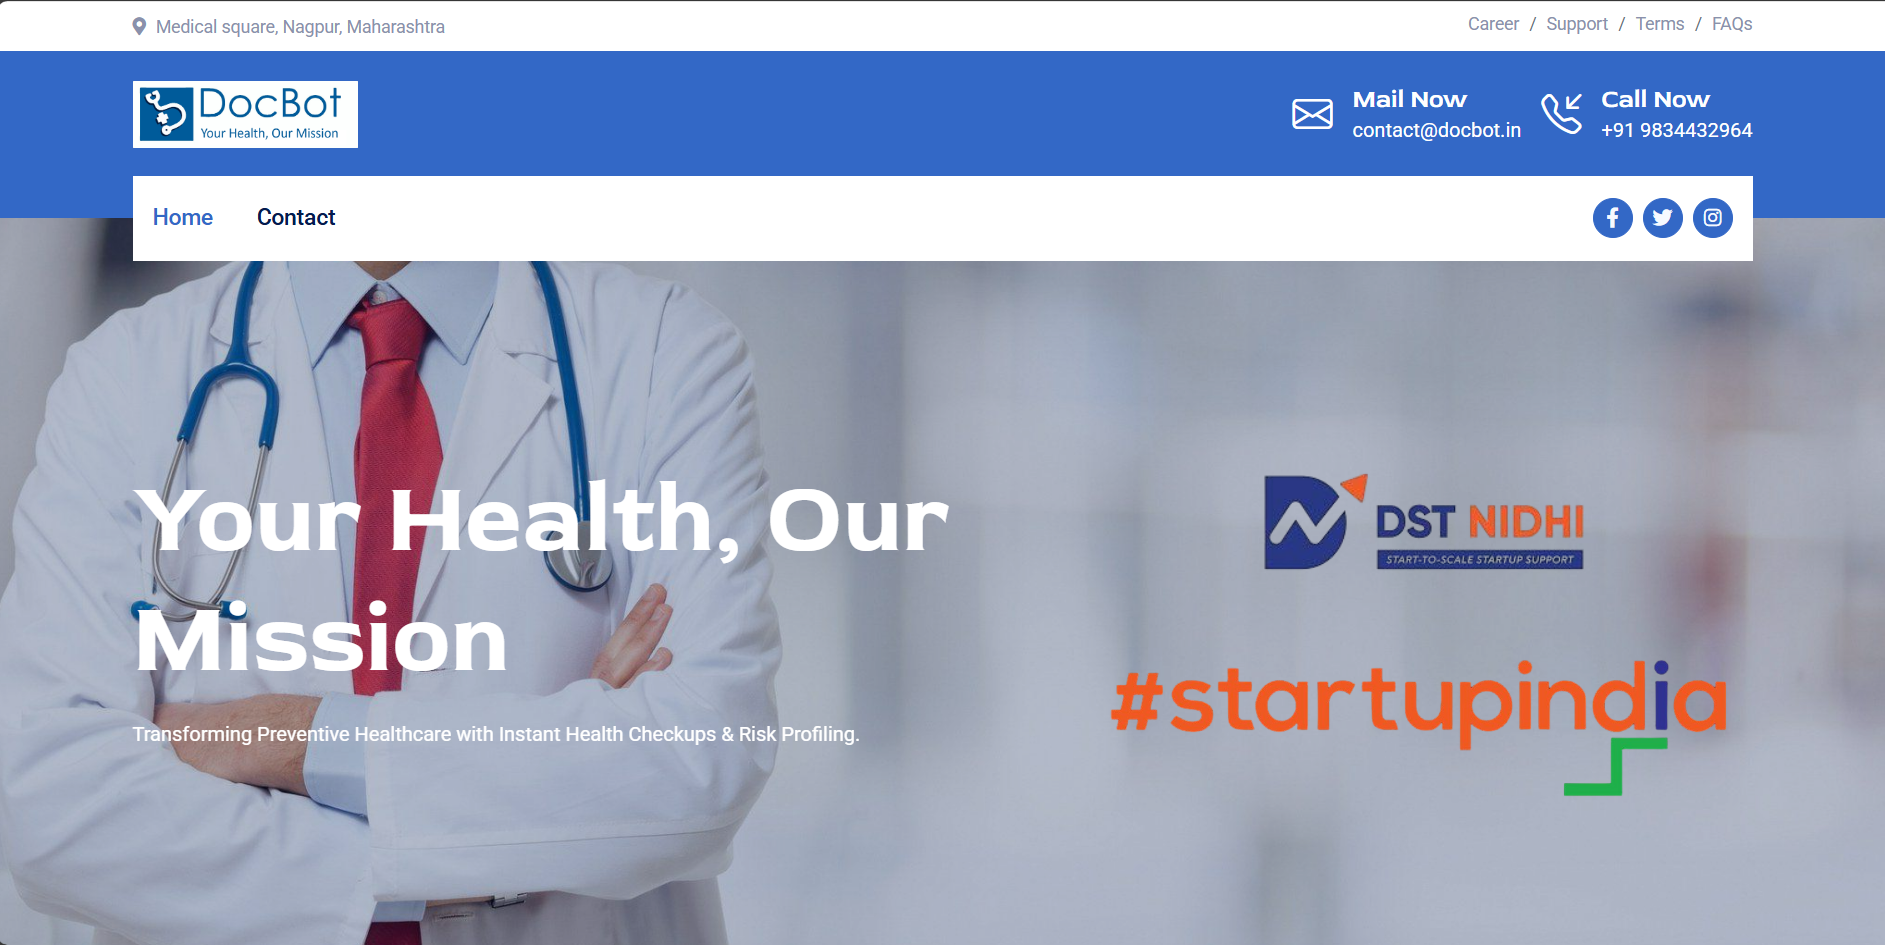 Medical square, Nagpur, Maharashtra
Career / Support / Terms / FAQs
DocBot
Your Health, Our Mission
Mail Now
contact@docbot.in
Call Now
+91 9834432964
Home
Contact
Your Health, Our
Mission
Transforming Preventive Healthcare with Instant Health Checkups & Risk Profiling.
DST NIDHI
START-TO-SCALE STARTUP SUPPORT
#startupindia